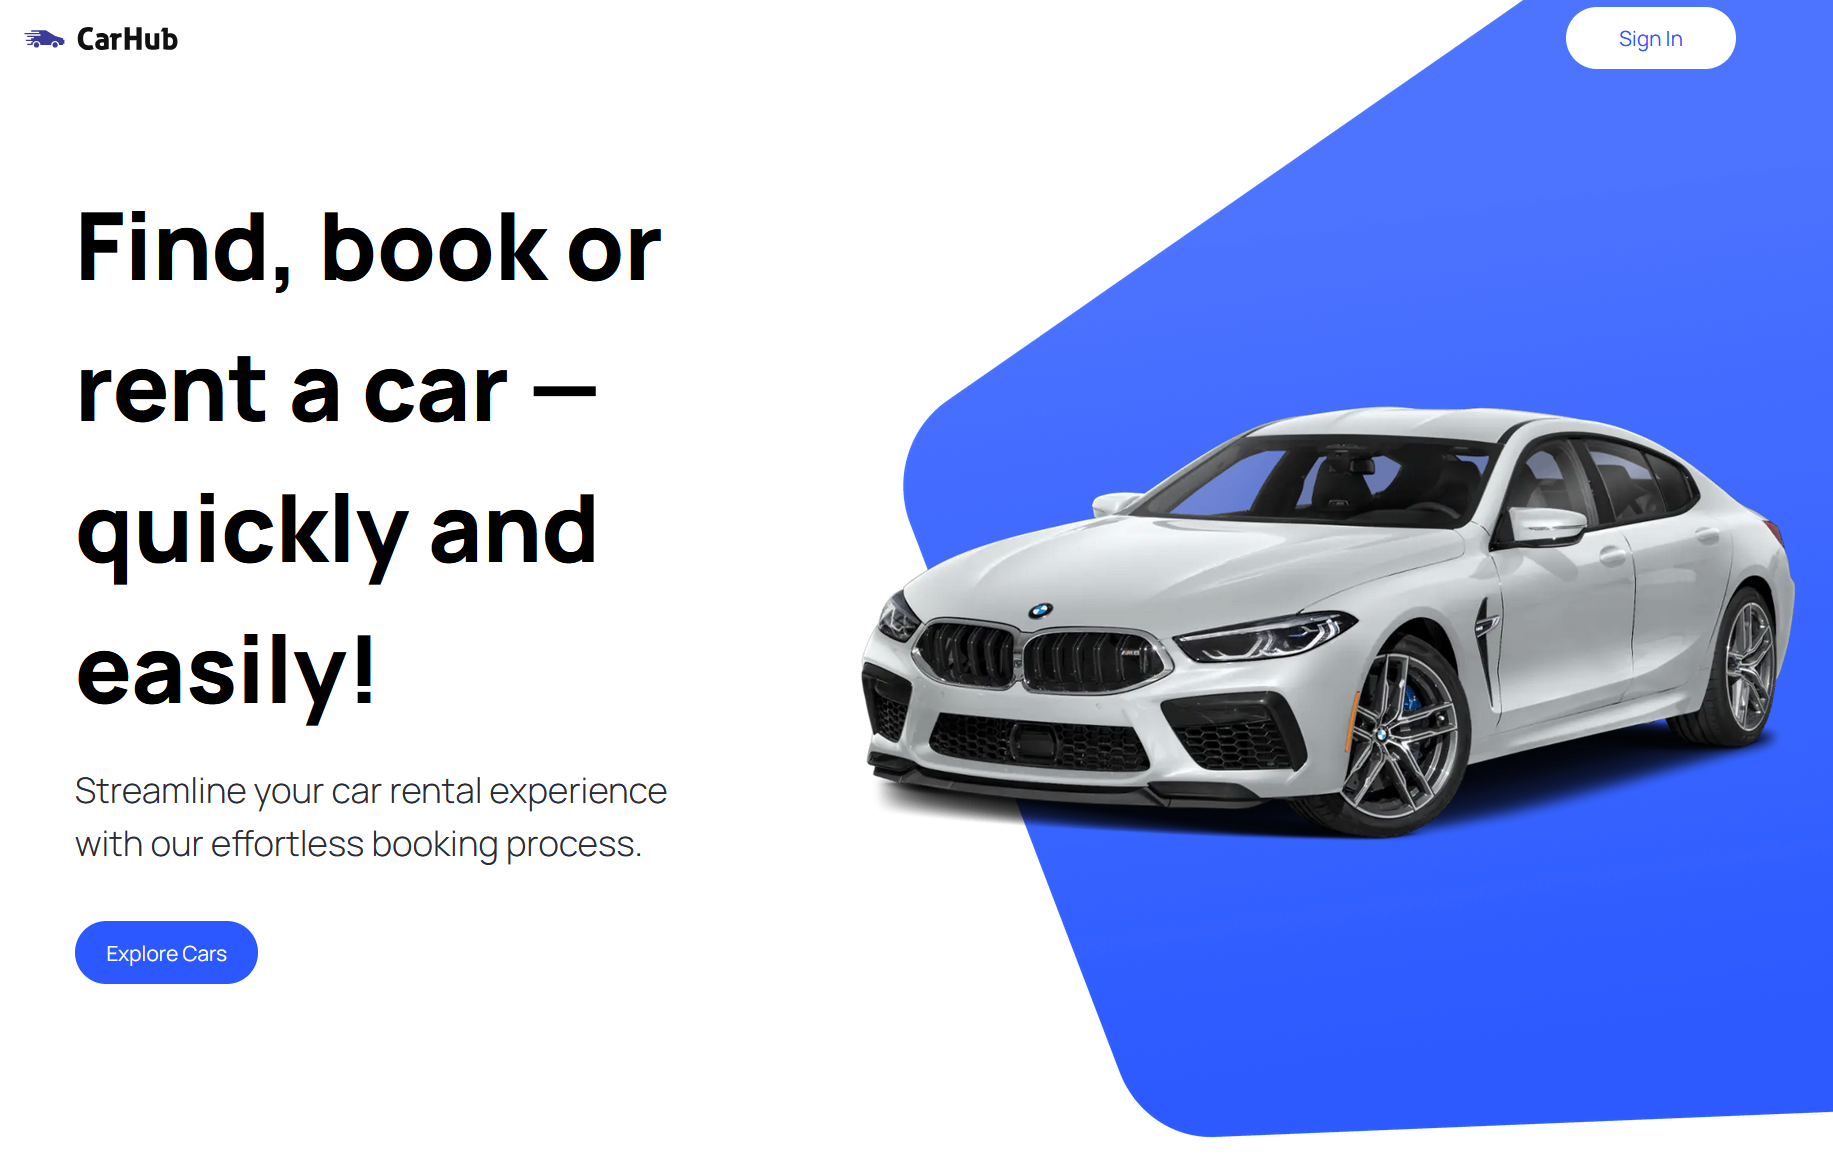 CarHub
Sign In
Find, book or
rent a car —
quickly and
easily!
Streamline your car rental experience
with our effortless booking process.
Explore Cars